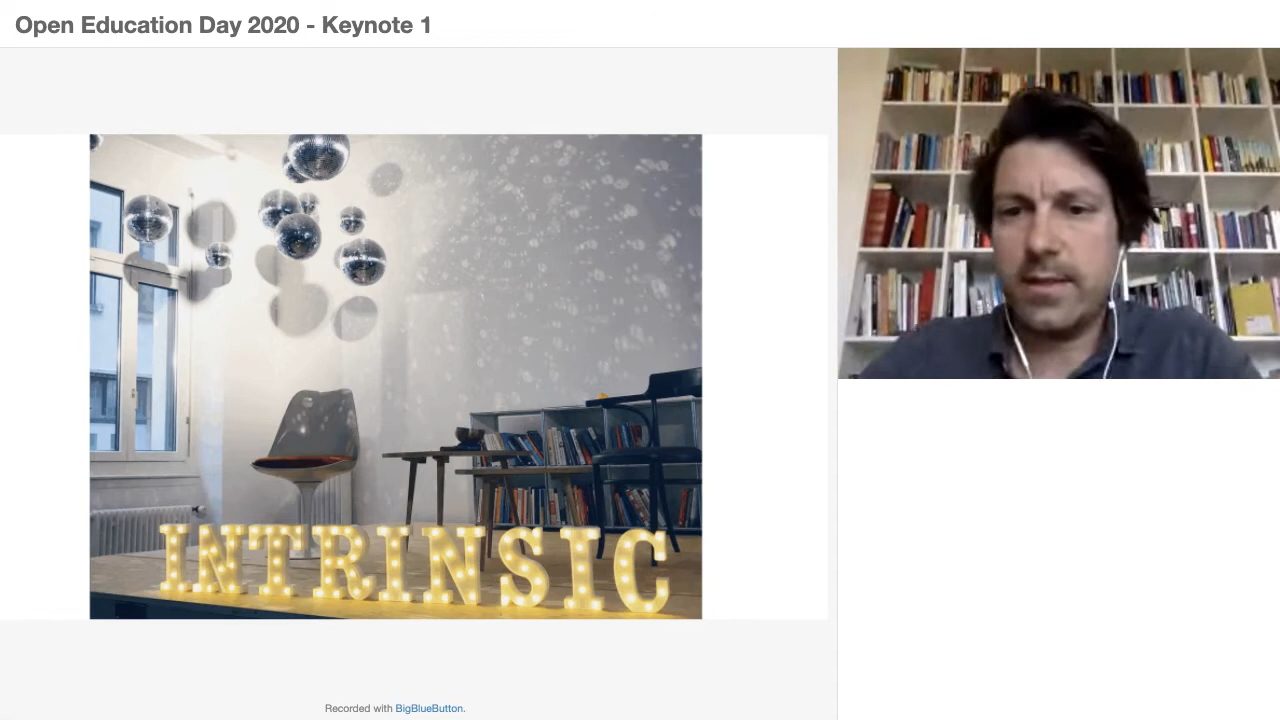 Open Education Day 2020 - Keynote 1
INTRINSIC
Recorded with BigBlueButton.